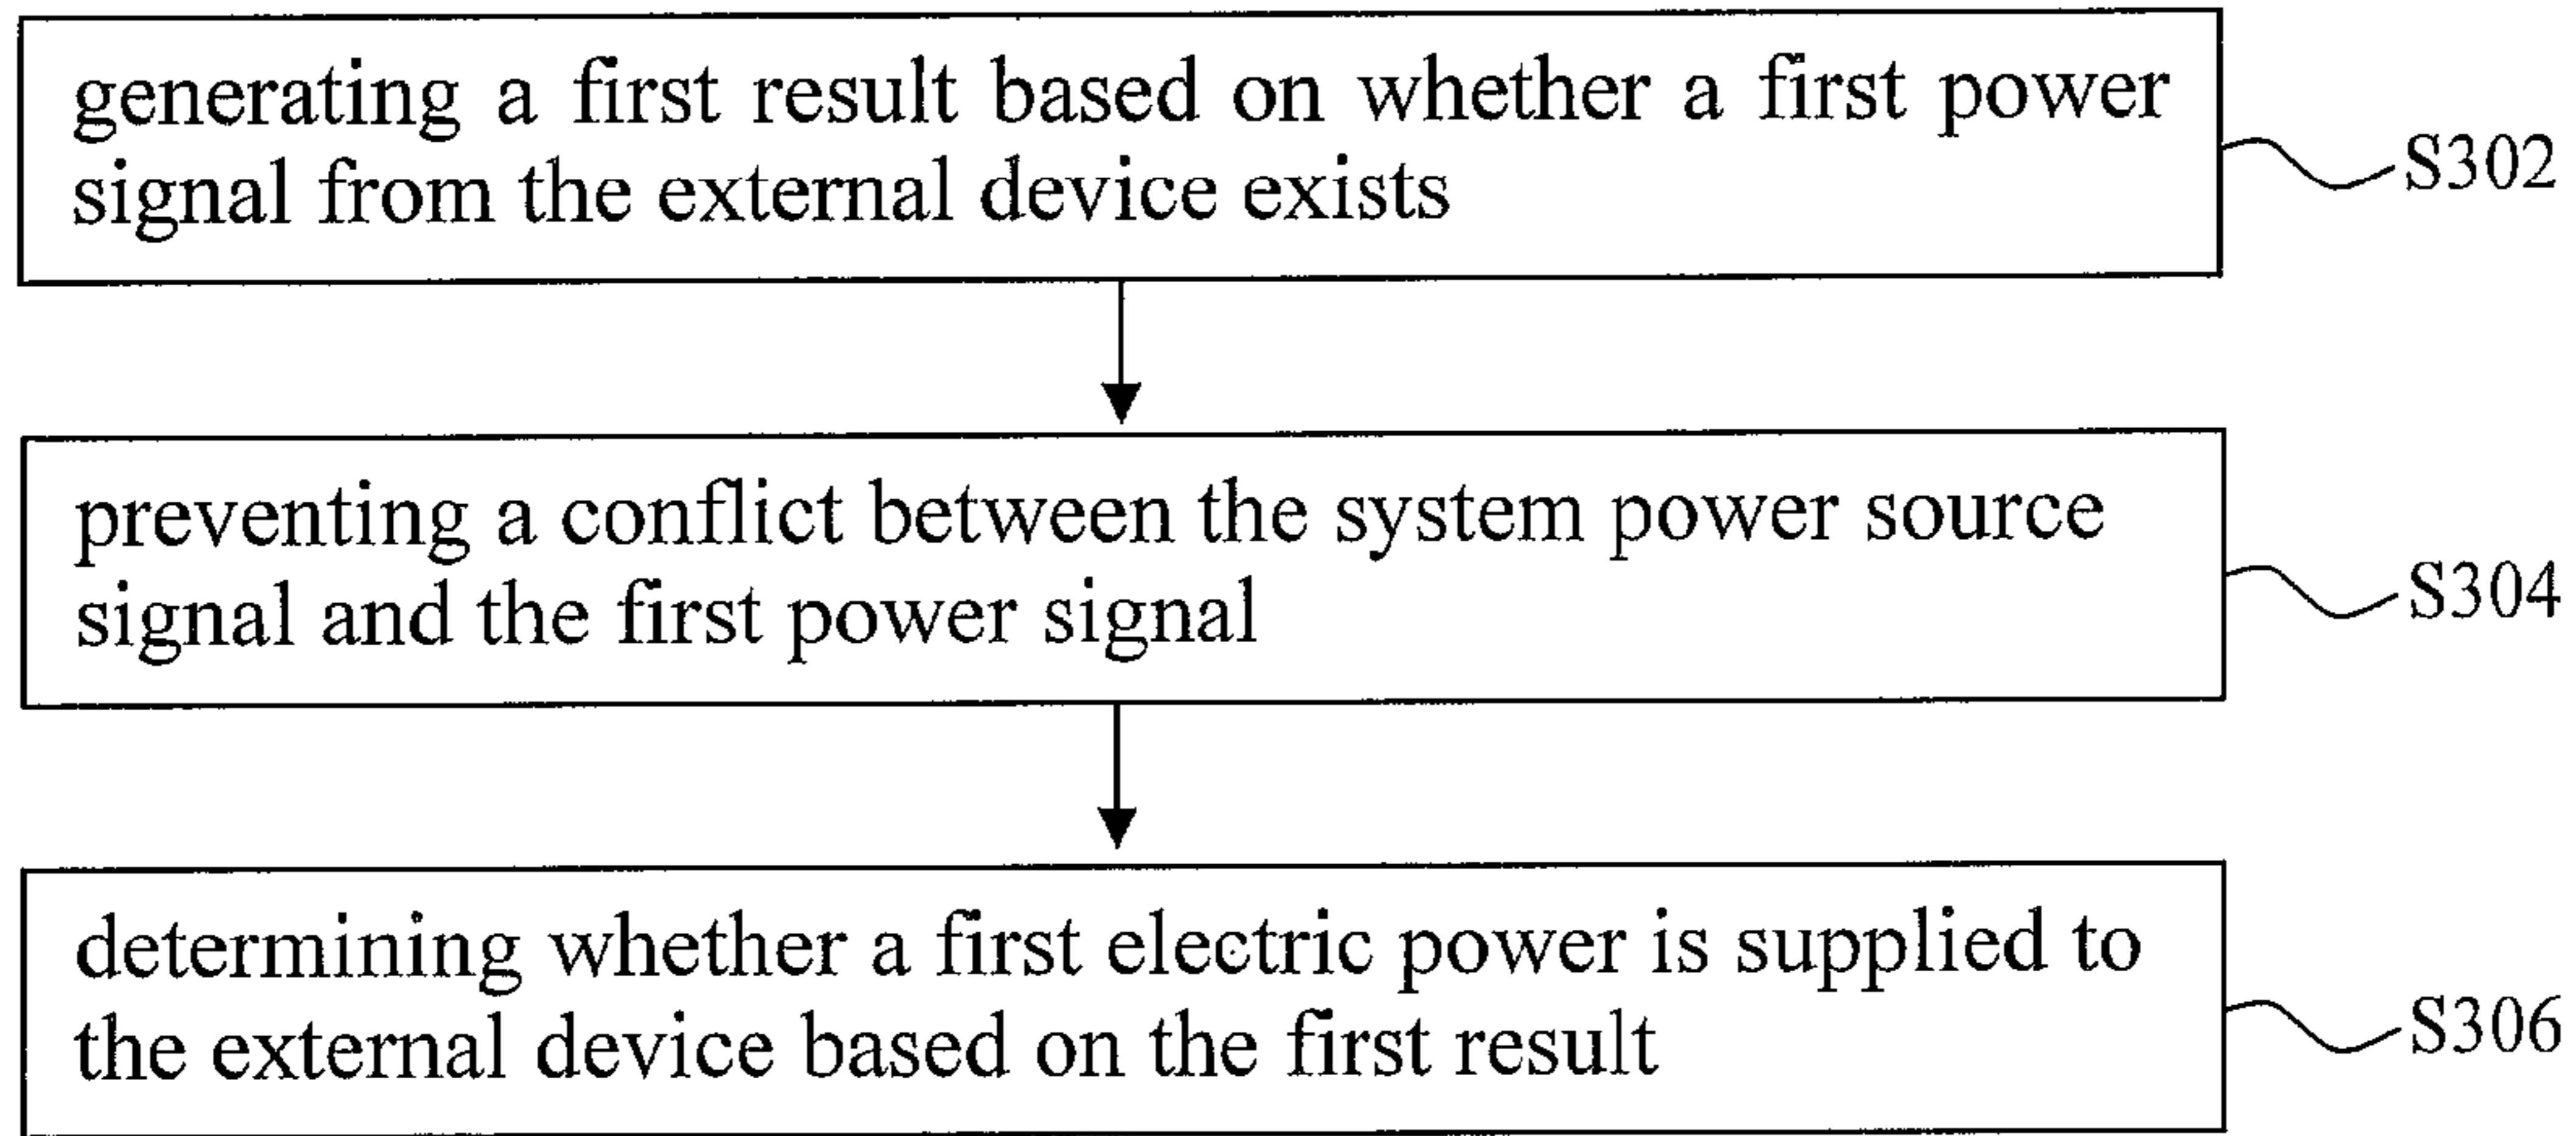 generating a first result based on whether a first power
signal from the external device exists
S302
preventing a conflict between the system power source
signal and the first power signal
S304
determining whether a first electric power is supplied to
the external device based on the first result
S306